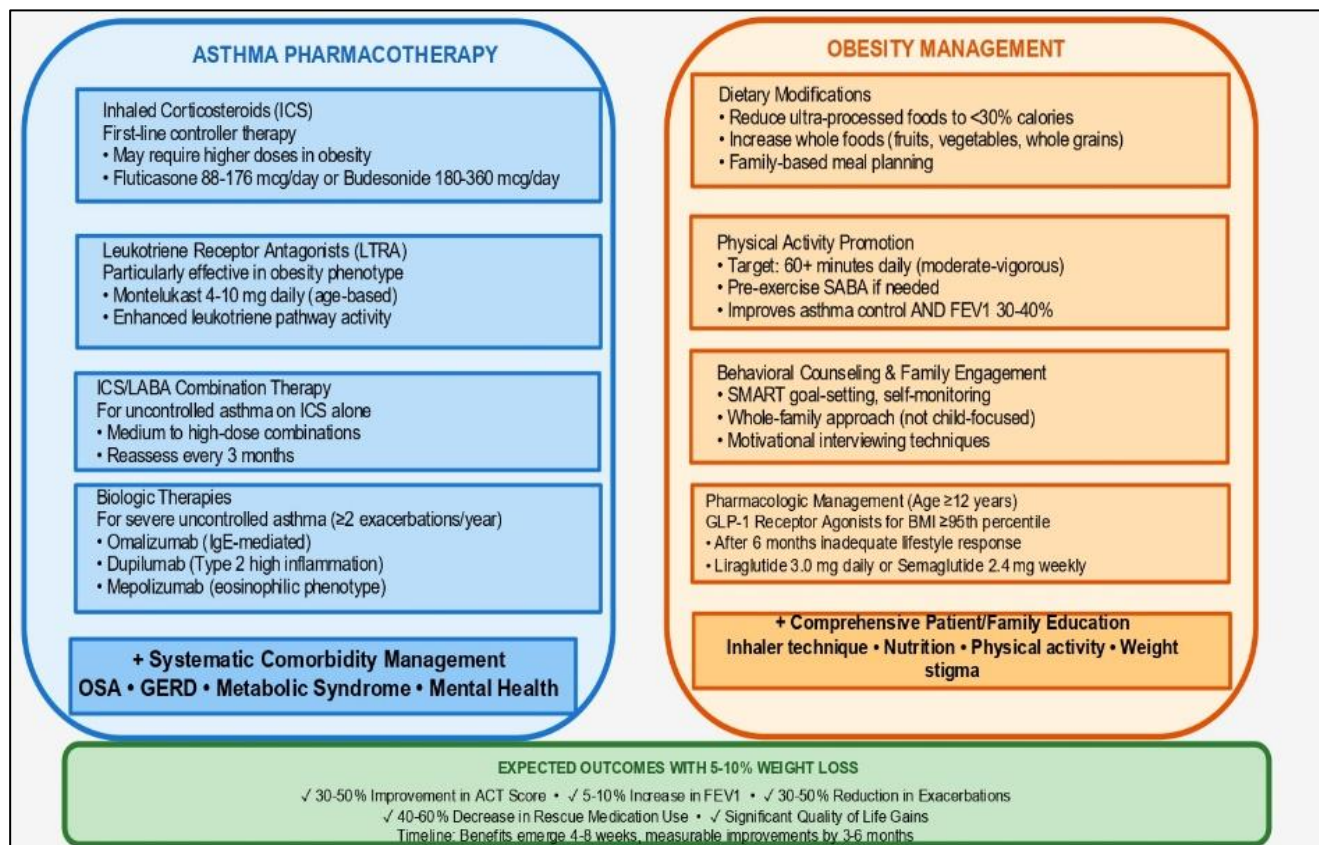 ASTHMA PHARMACOTHERAPY
Inhaled Corticosteroids (ICS)
First-line controller therapy
• May require higher doses in obesity
• Fluticasone 88-176 mcg/day or Budesonide 180-360 mcg/day
Leukotriene Receptor Antagonists (LTRA)
Particularly effective in obesity phenotype
• Montelukast 4-10 mg daily (age-based)
• Enhanced leukotriene pathway activity
ICS/LABA Combination Therapy
For uncontrolled asthma on ICS alone
• Medium to high-dose combinations
• Reassess every 3 months
Biologic Therapies
For severe uncontrolled asthma (≥2 exacerbations/year)
• Omalizumab (IgE-mediated)
• Dupilumab (Type 2 high inflammation)
• Mepolizumab (eosinophilic phenotype)
+ Systematic Comorbidity Management
OSA • GERD • Metabolic Syndrome • Mental Health
OBESITY MANAGEMENT
Dietary Modifications
• Reduce ultra-processed foods to <30% calories
• Increase whole foods (fruits, vegetables, whole grains)
• Family-based meal planning
Physical Activity Promotion
• Target: 60+ minutes daily (moderate-vigorous)
• Pre-exercise SABA if needed
• Improves asthma control AND FEV1 30-40%
Behavioral Counseling & Family Engagement
• SMART goal-setting, self-monitoring
• Whole-family approach (not child-focused)
• Motivational interviewing techniques
Pharmacologic Management (Age ≥12 years)
GLP-1 Receptor Agonists for BMI ≥95th percentile
• After 6 months inadequate lifestyle response
• Liraglutide 3.0 mg daily or Semaglutide 2.4 mg weekly
+ Comprehensive Patient/Family Education
Inhaler technique • Nutrition • Physical activity • Weight
stigma
EXPECTED OUTCOMES WITH 5-10% WEIGHT LOSS
✓ 30-50% Improvement in ACT Score • ✓ 5-10% Increase in FEV1 • ✓ 30-50% Reduction in Exacerbations
✓ 40-60% Decrease in Rescue Medication Use • ✓ Significant Quality of Life Gains
Timeline: Benefits emerge 4-8 weeks, measurable improvements by 3-6 months